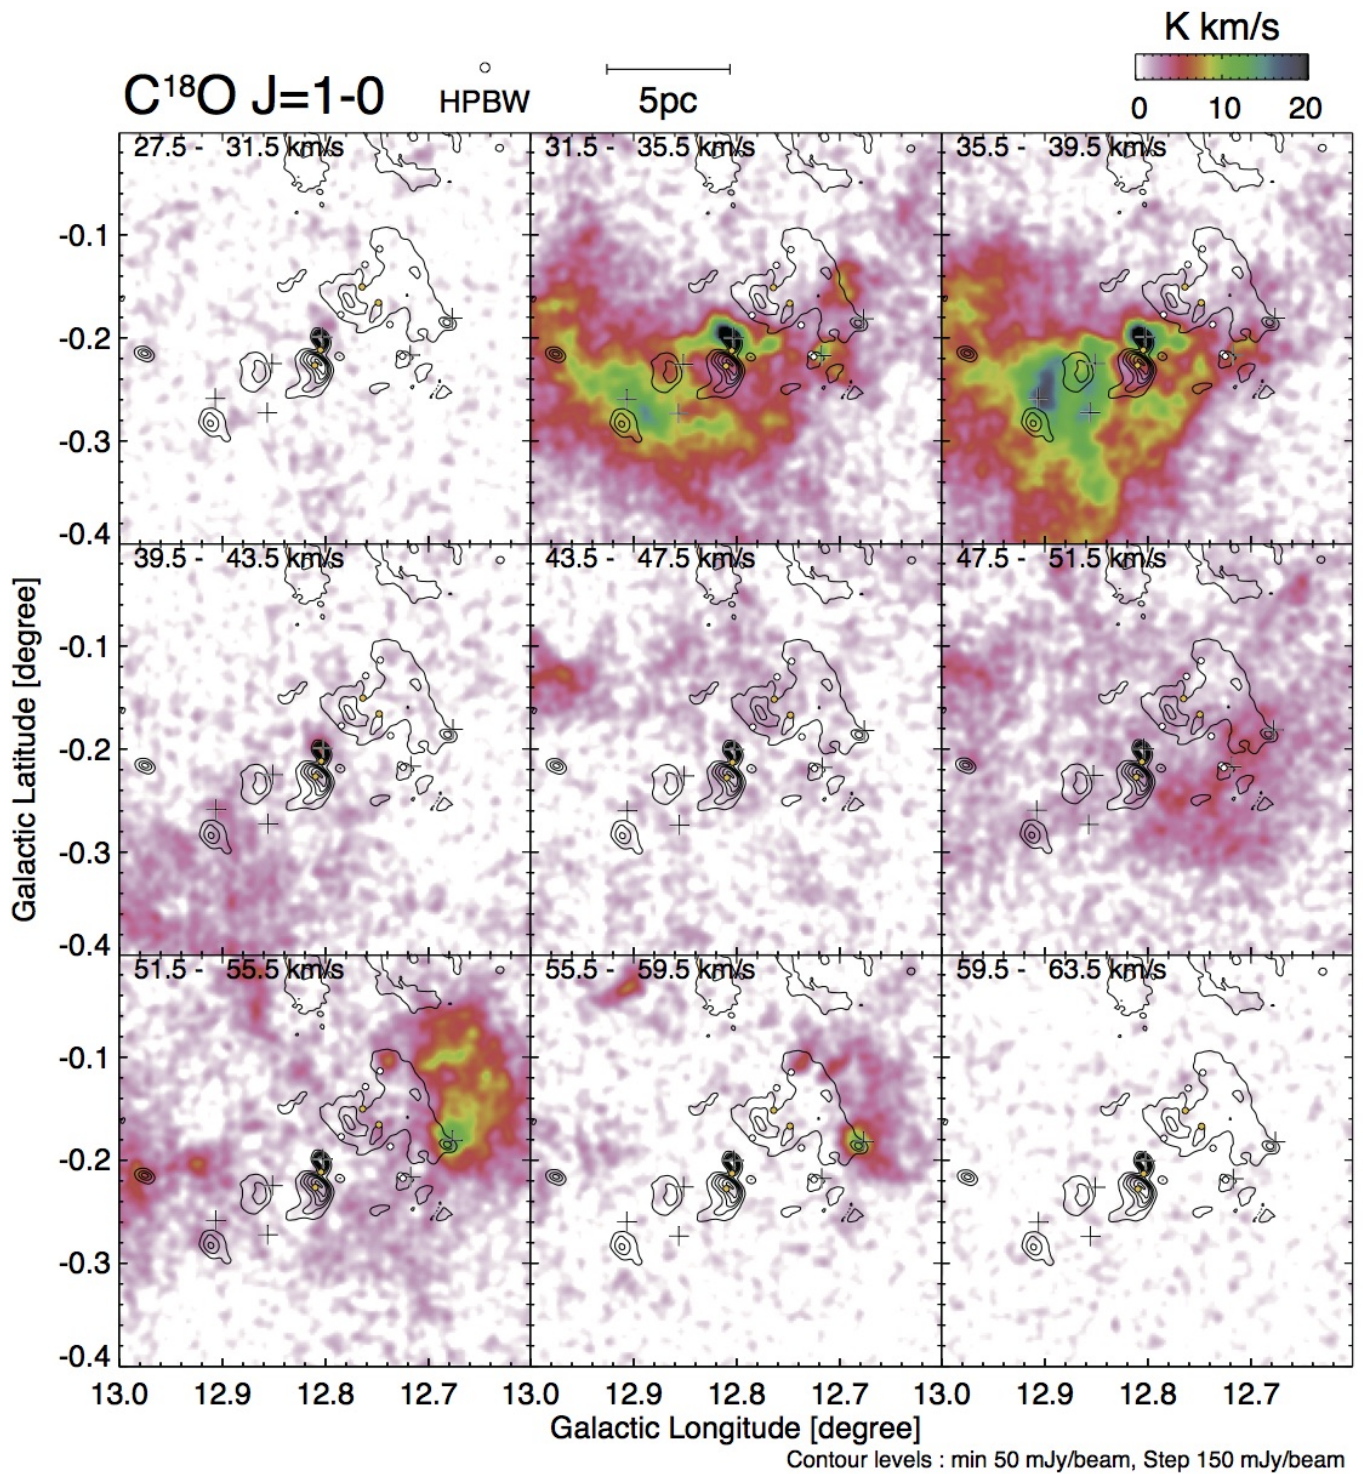 K km/s
C18O J=1-0 HPBW 5pc
0 10 20
27.5 - 31.5 km/s 31.5 - 35.5 km/s 35.5 - 39.5 km/s
-0.1
-0.2
-0.3
-0.4
39.5 - 43.5 km/s 43.5 - 47.5 km/s 47.5 - 51.5 km/s
-0.1
-0.2
-0.3
-0.4
Galactic Latitude [degree]
51.5 - 55.5 km/s 55.5 - 59.5 km/s 59.5 - 63.5 km/s
-0.1
-0.2
-0.3
-0.4
13.0 12.9 12.8 12.7 13.0 12.9 12.8 12.7 13.0 12.9 12.8 12.7
Galactic Longitude [degree]
Contour levels : min 50 mJy/beam, Step 150 mJy/beam